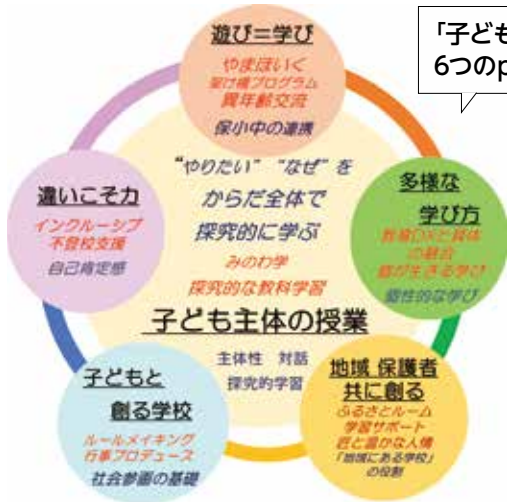 遊び=学び
やまほいく
架け橋プログラム
異年齢交流
保小中の連携
「子ども
6つのp
"やりたい" "なぜ"を
からだ全体で
探究的に学ぶ
みのわ学
探究的な教科学習
子ども主体の授業
主体性 対話
探究的学習
違いこそ力
インクルーシブ
不登校支援
自己肯定感
多様な
学び方
教育DXと具体
の融合
個が生きる学び
個性的な学び
子どもと
創る学校
ルールメイキング
行事プロデュース
社会参画の基礎
地域 保護者
共に創る
ふるさとルーム
学習サポート
匠と温かな人情
「地域にある学校」
の役割